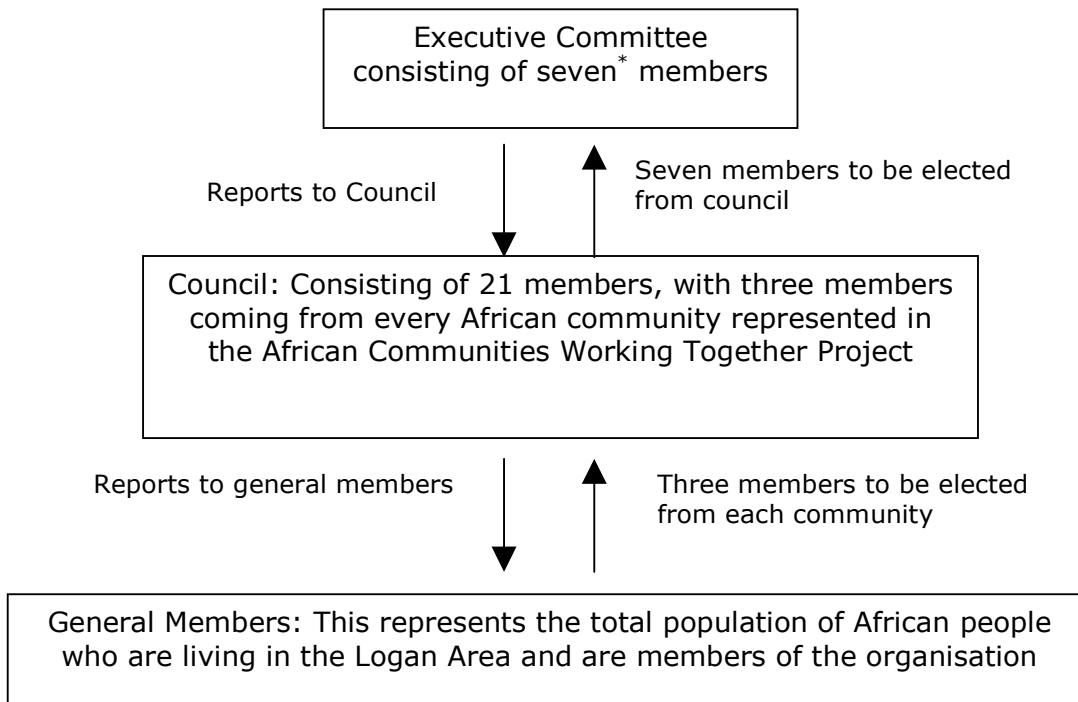 Executive Committee
consisting of seven* members
Reports to Council
Seven members to be elected
from council
Council: Consisting of 21 members, with three members
coming from every African community represented in
the African Communities Working Together Project
Reports to general members
Three members to be elected
from each community
General Members: This represents the total population of African people
who are living in the Logan Area and are members of the organisation